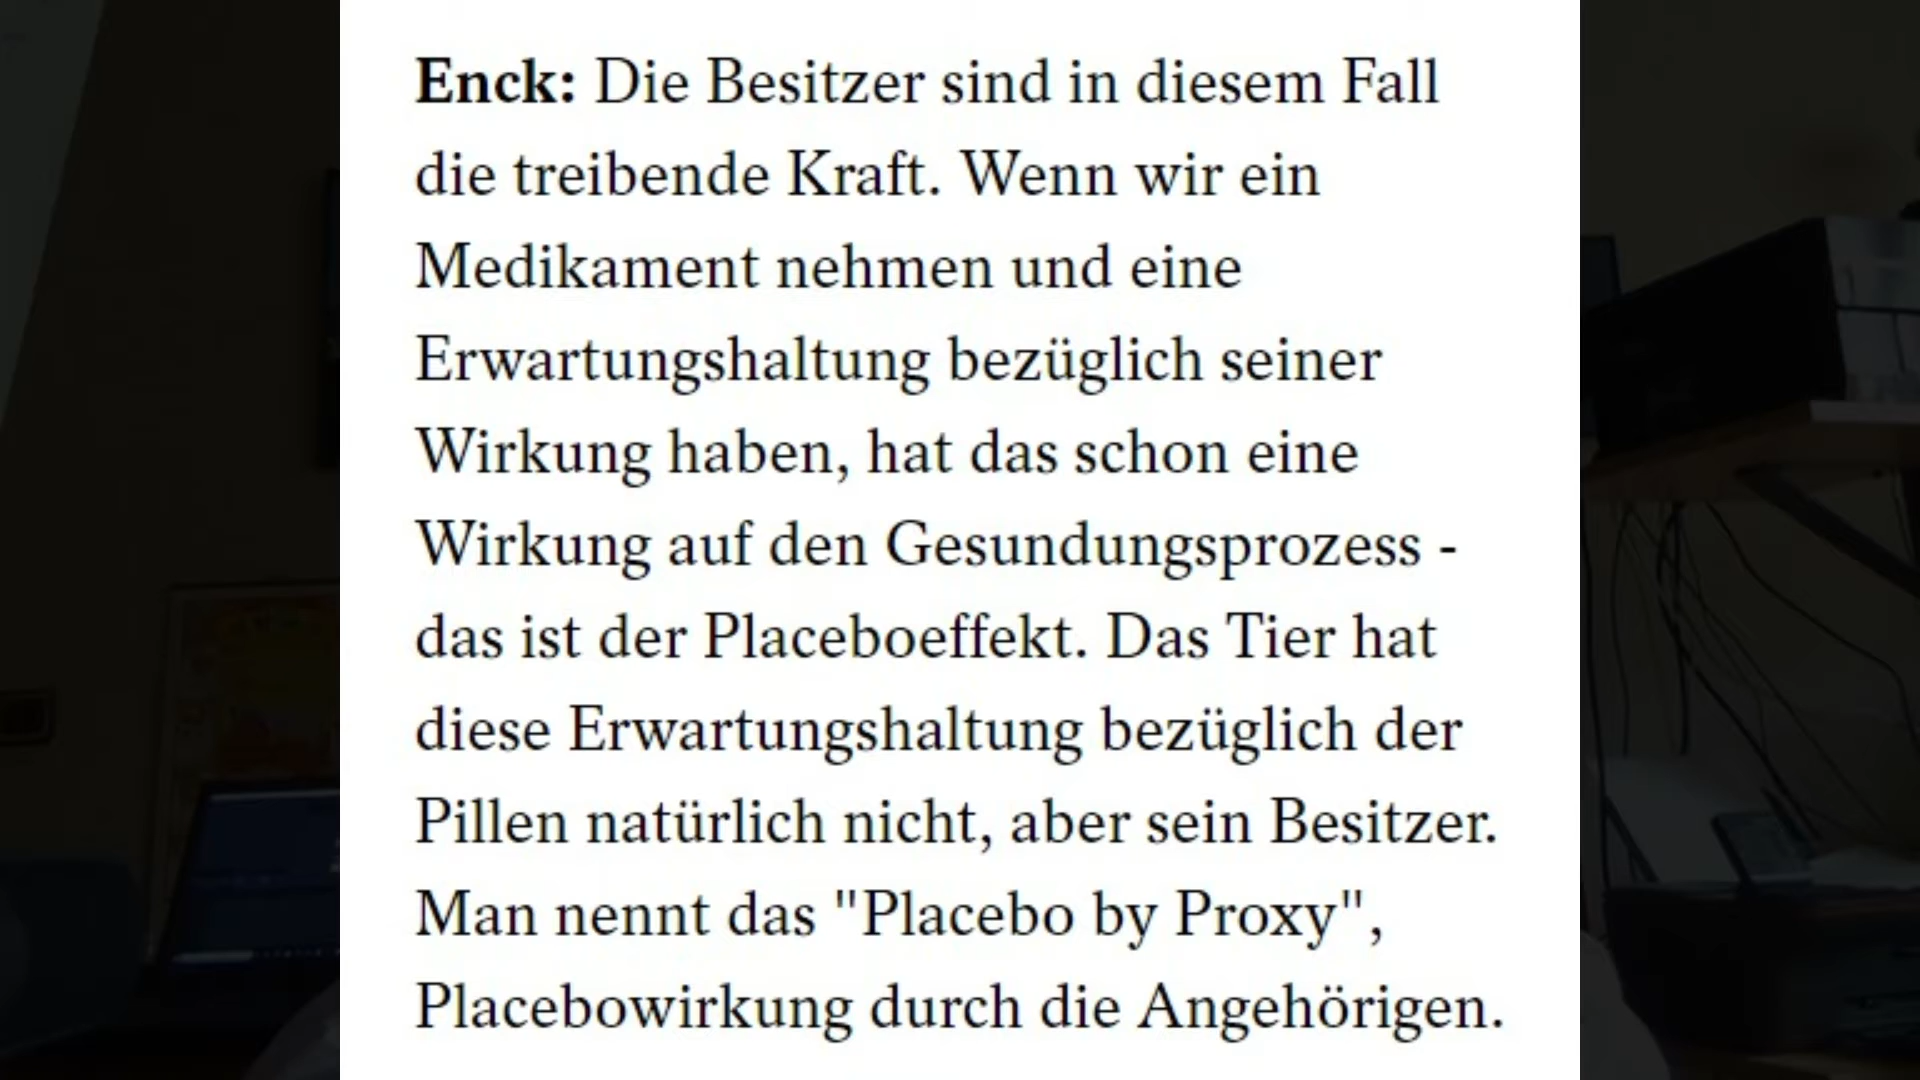 Enck: Die Besitzer sind in diesem Fall
die treibende Kraft. Wenn wir ein
Medikament nehmen und eine
Erwartungshaltung bezüglich seiner
Wirkung haben, hat das schon eine
Wirkung auf den Gesundungsprozess -
das ist der Placeboeffekt. Das Tier hat
diese Erwartungshaltung bezüglich der
Pillen natürlich nicht, aber sein Besitzer.
Man nennt das "Placebo by Proxy",
Placebowirkung durch die Angehörigen.